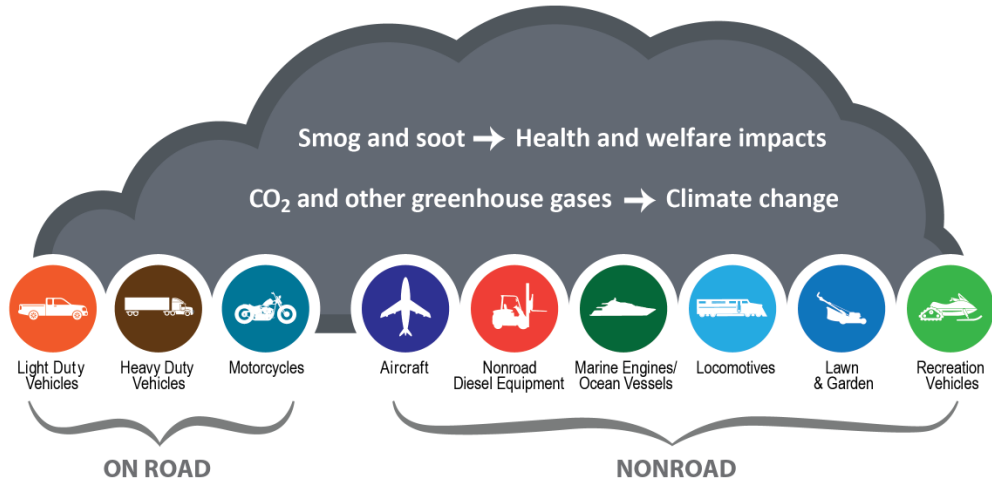 Smog and soot → Health and welfare impacts
CO₂ and other greenhouse gases → Climate change
Light Duty
Vehicles
Heavy Duty
Vehicles
Motorcycles
Aircraft
Nonroad
Diesel Equipment
Marine Engines/
Ocean Vessels
Locomotives
Lawn
& Garden
Recreation
Vehicles
ON ROAD
NONROAD